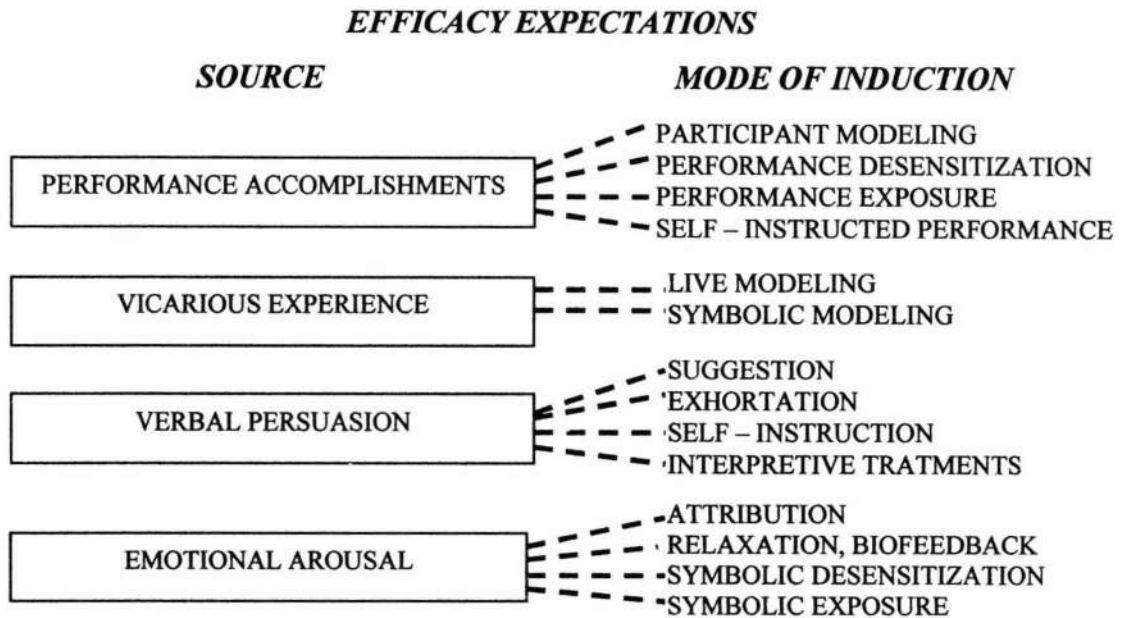 EFFICACY EXPECTATIONS
SOURCE
MODE OF INDUCTION
PERFORMANCE ACCOMPLISHMENTS
PARTICIPANT MODELING
PERFORMANCE DESENSITIZATION
PERFORMANCE EXPOSURE
SELF – INSTRUCTED PERFORMANCE
VICARIOUS EXPERIENCE
LIVE MODELING
SYMBOLIC MODELING
VERBAL PERSUASION
SUGGESTION
EXHORTATION
SELF – INSTRUCTION
INTERPRETIVE TRATMENTS
EMOTIONAL AROUSAL
ATTRIBUTION
RELAXATION, BIOFEEDBACK
SYMBOLIC DESENSITIZATION
SYMBOLIC EXPOSURE